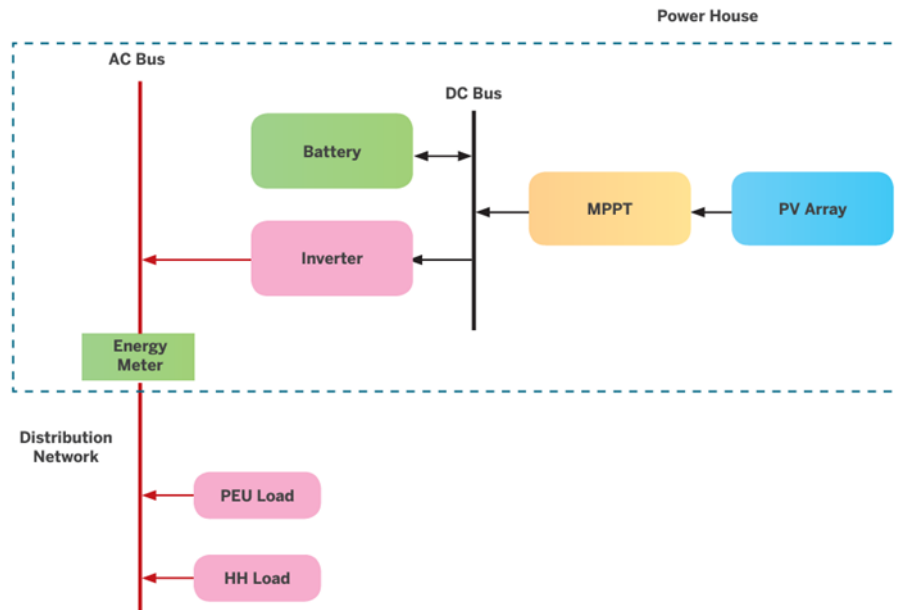 Power House
AC Bus
DC Bus
Battery
MPPT
PV Array
Inverter
Energy
Meter
Distribution
Network
PEU Load
HH Load